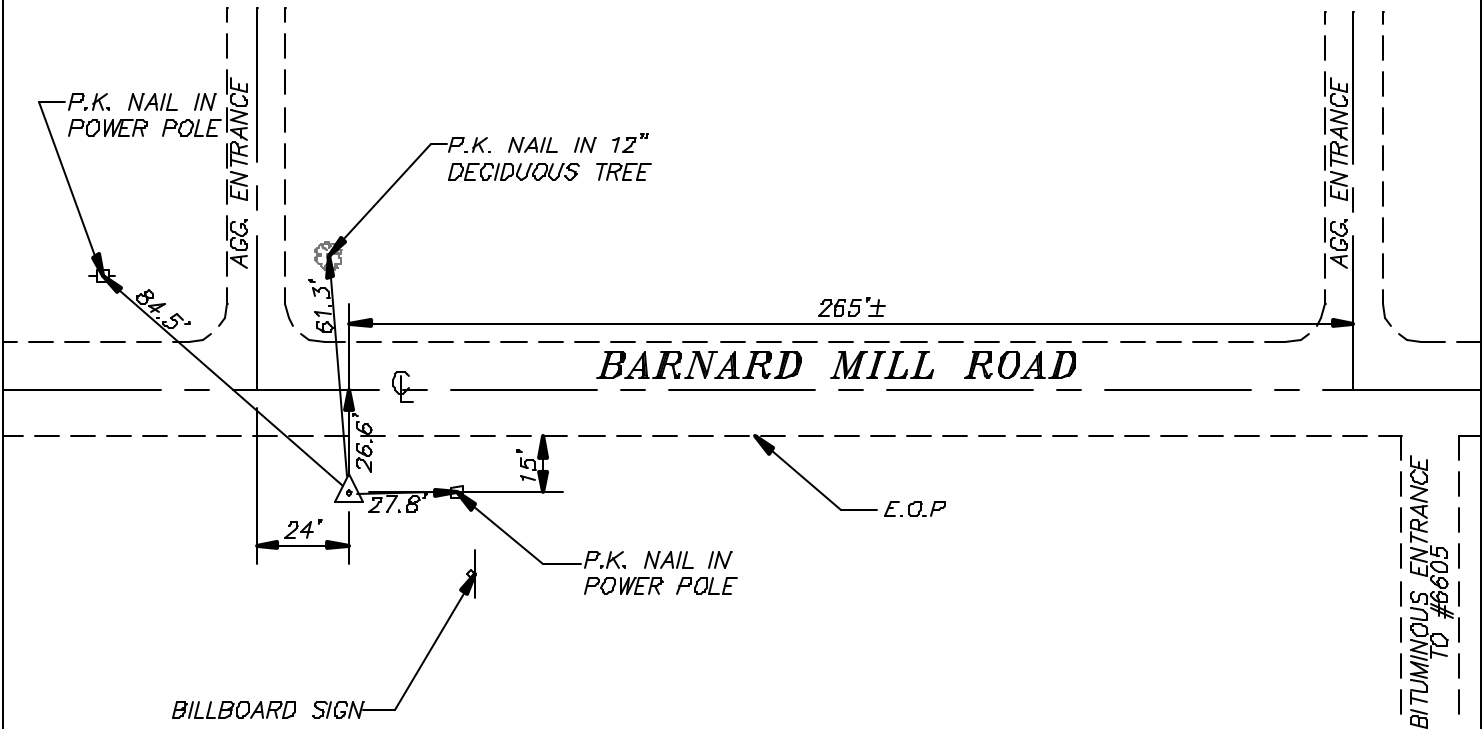 P.K. NAIL IN
POWER POLE
AGG. ENTRANCE
P.K. NAIL IN 12"
DECIDUOUS TREE
AGG. ENTRANCE
84.5'
61.3'
265'±
BARNARD MILL ROAD
CL
26.6'
15'
27.8'
E.O.P
24'
P.K. NAIL IN
POWER POLE
BITUMINOUS ENTRANCE
TO #6605
BILLBOARD SIGN